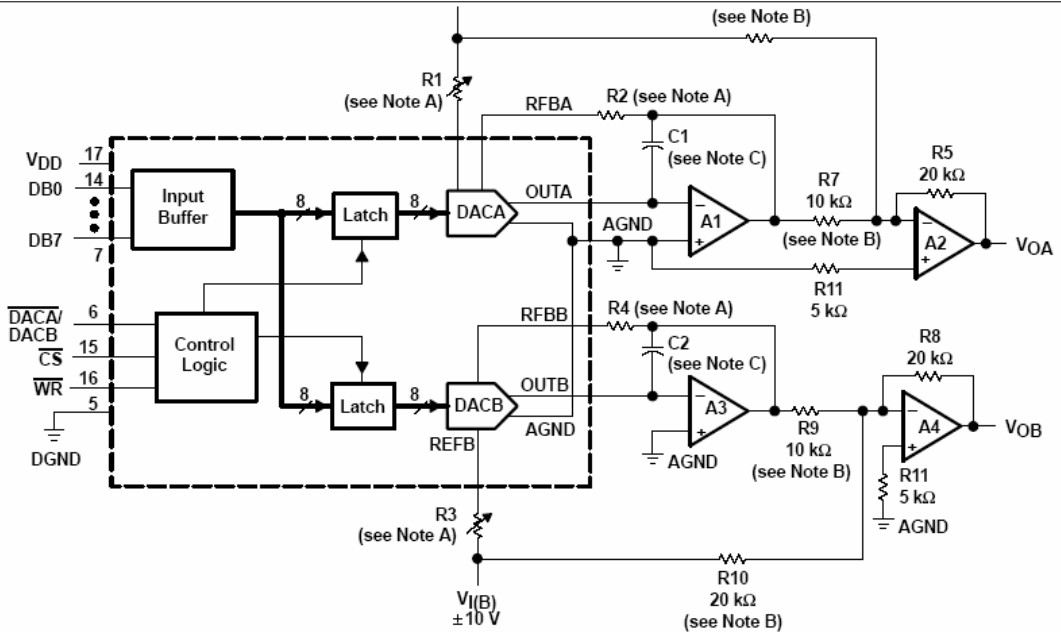 (see Note B)
R1
(see Note A)
RFBA
R2 (see Note A)
C1
(see Note C)
R5
20 kΩ
VDD
17
DB0
14
DB7
7
Input
Buffer
8
Latch
8
DACA
OUTA
AGND
A1
R7
10 kΩ
(see Note B)
A2
VOA
R11
5 kΩ
DACA/
DACB
6
CS
15
WR
16
5
DGND
Control
Logic
RFBB
R4 (see Note A)
C2
(see Note C)
R8
20 kΩ
8
Latch
8
DACB
OUTB
AGND
REFB
A3
AGND
R9
10 kΩ
(see Note B)
A4
VOB
R11
5 kΩ
AGND
R3
(see Note A)
VI(B)
±10 V
R10
20 kΩ
(see Note B)